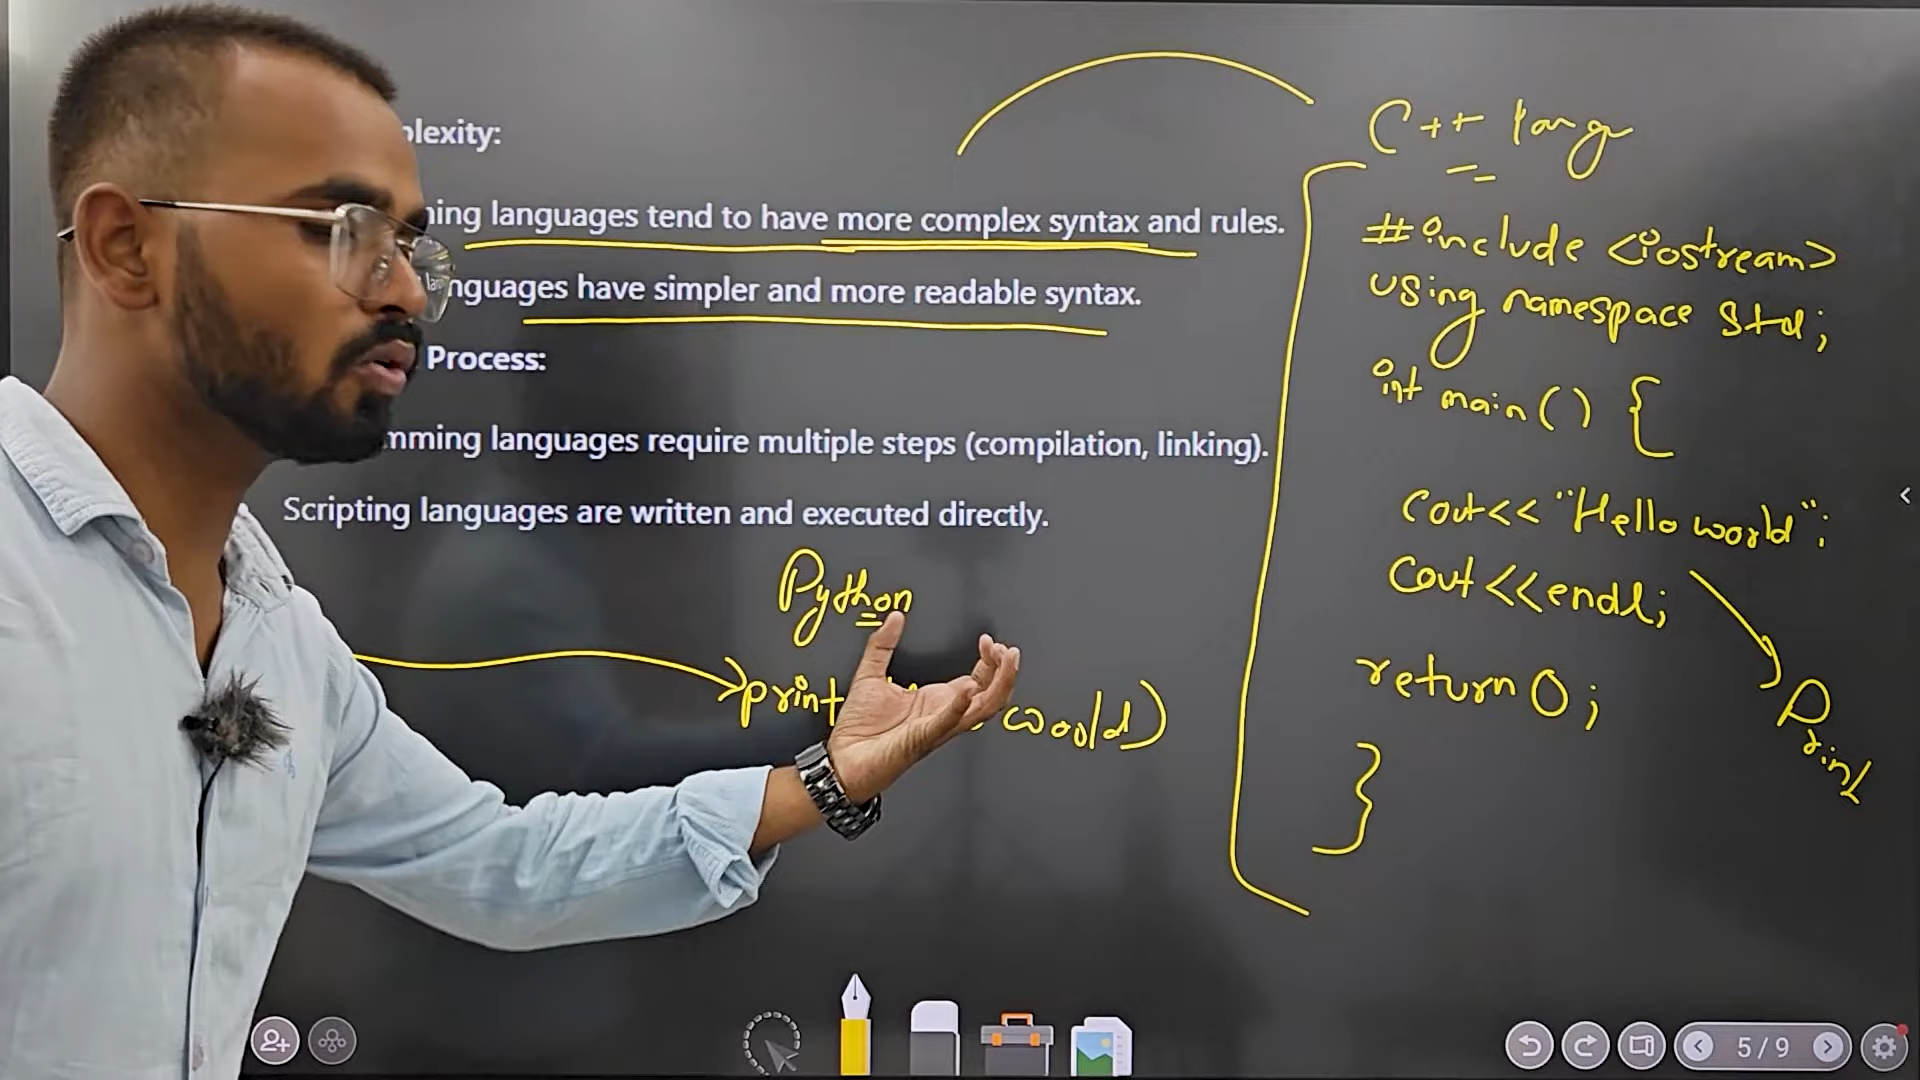 plexity:
ming languages tend to have more complex syntax and rules.
languages have simpler and more readable syntax.
Process:
mming languages require multiple steps (compilation, linking).
Scripting languages are written and executed directly.
Python
print world)
C++ lang
#include <iostream>
using namespace std;
int main() {
cout<<"Hello world";
cout<<endl;
return 0;
}
Print
5/9